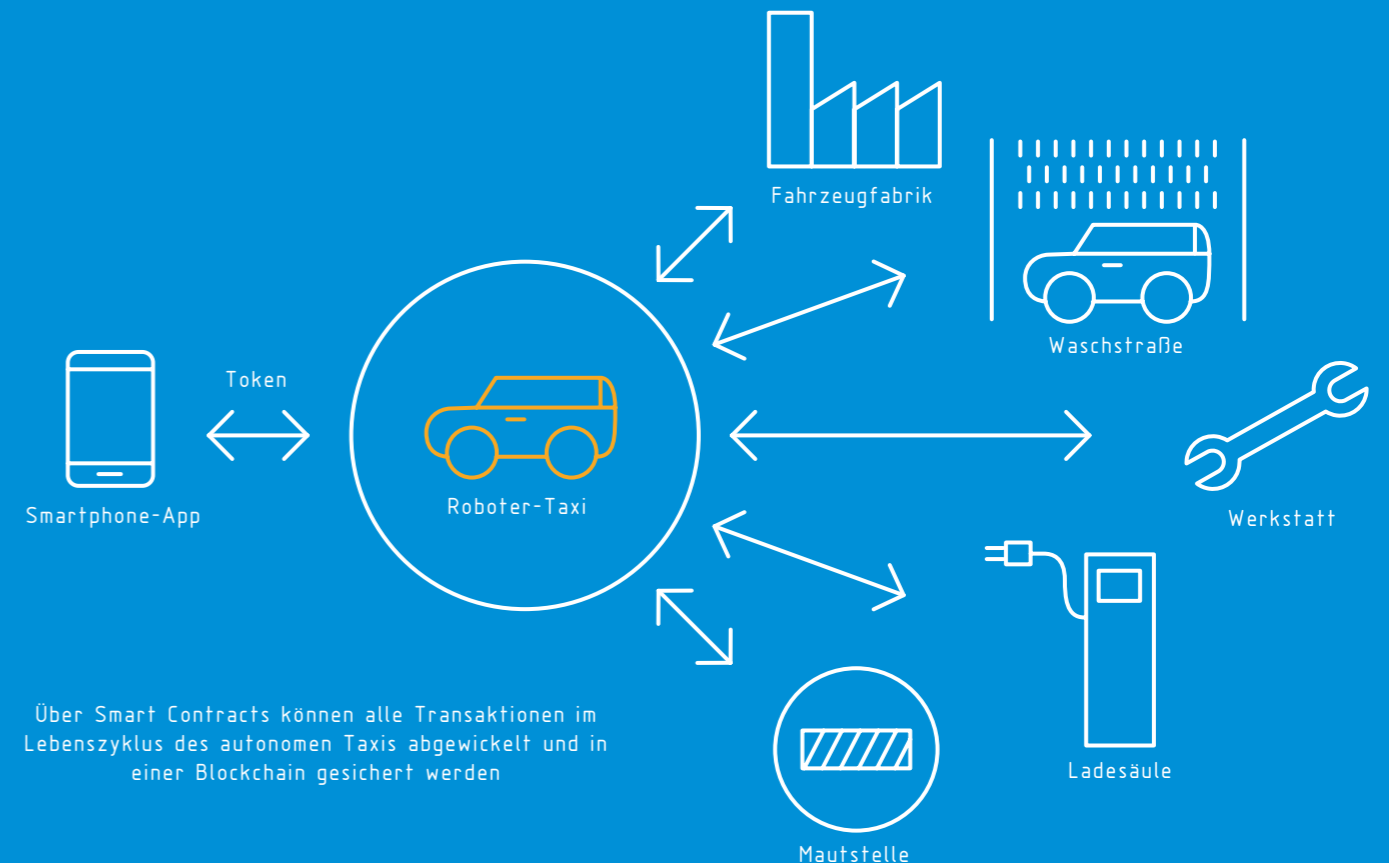 Fahrzeugfabrik
Waschstraße
Token
Smartphone-App
Roboter-Taxi
Werkstatt
Über Smart Contracts können alle Transaktionen im
Lebenszyklus des autonomen Taxis abgewickelt und in
einer Blockchain gesichert werden
Ladesäule
Mautstelle